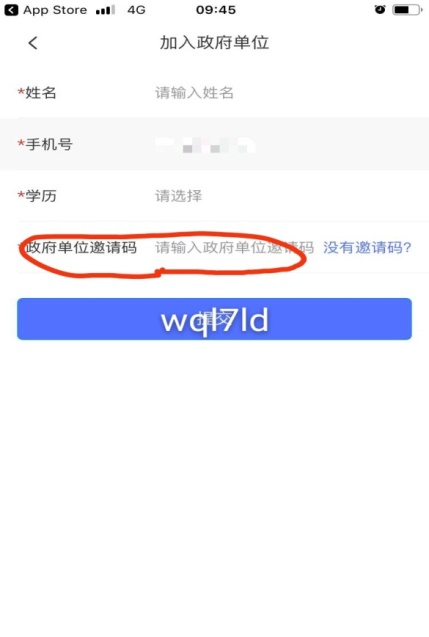 App Store 4G 09:45
加入政府单位
*姓名 请输入姓名
*手机号
*学历 请选择
*政府单位邀请码 请输入政府单位邀请码 没有邀请码?
提交
wql7ld